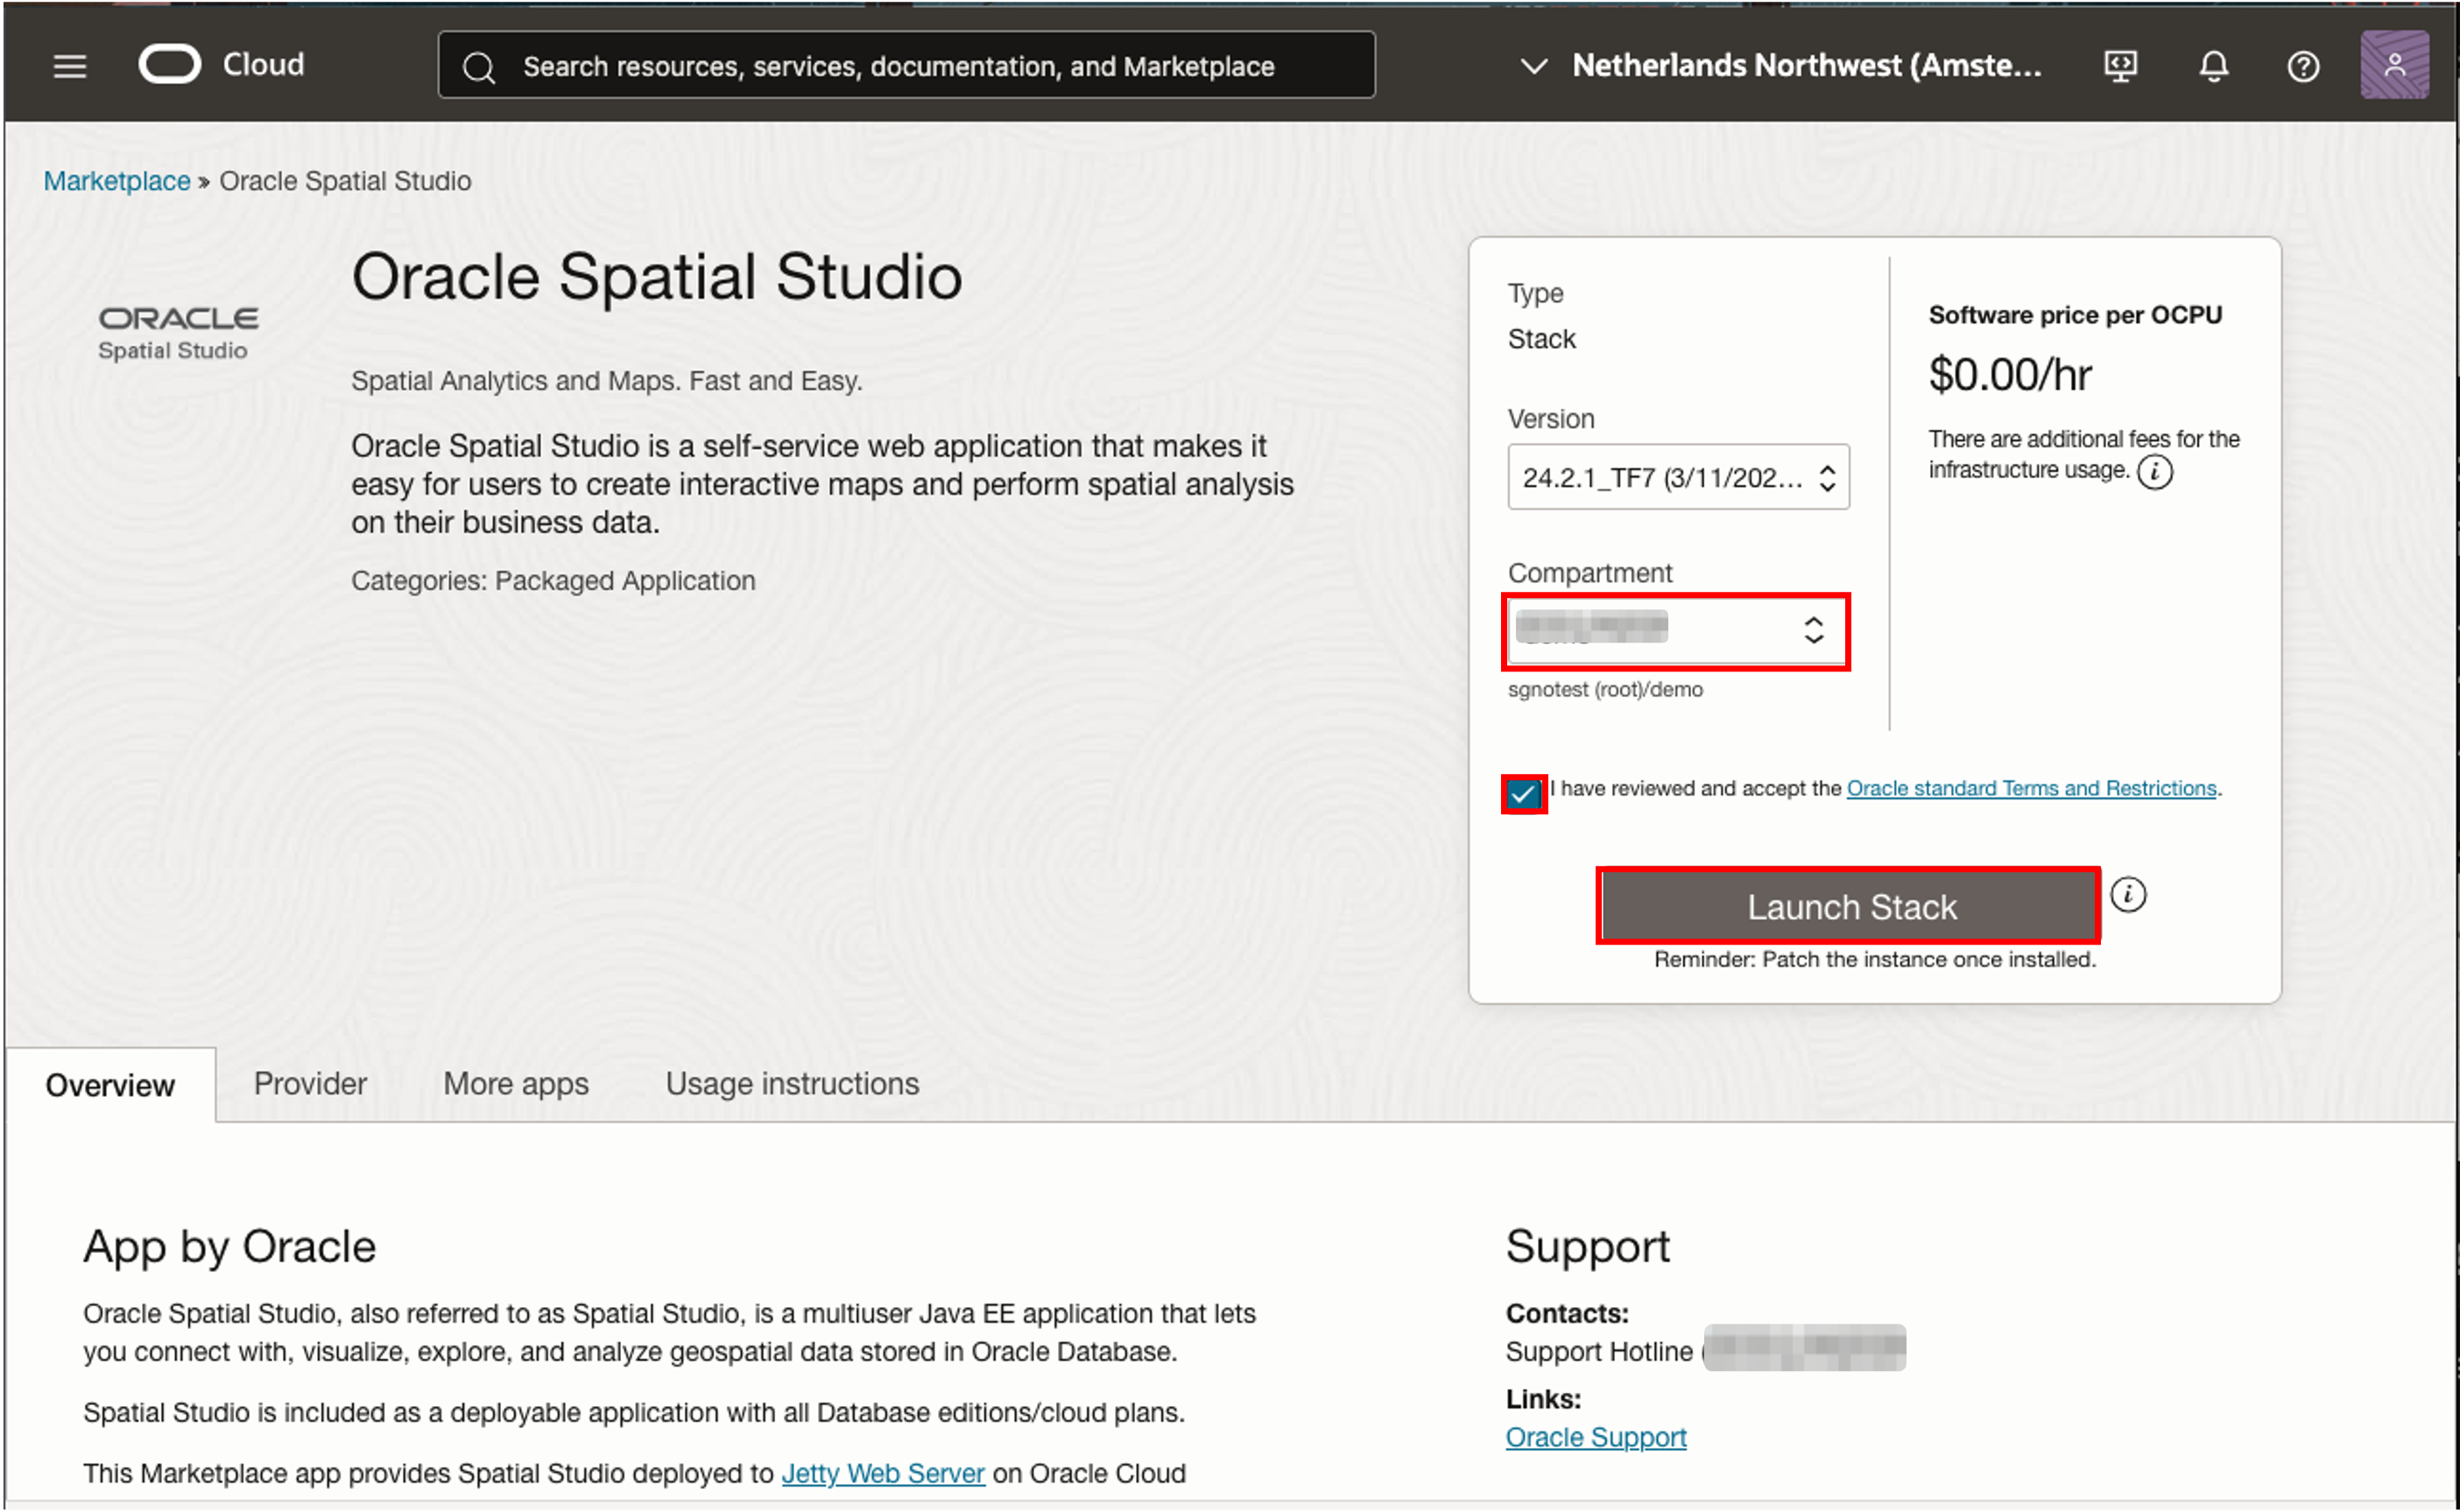 Cloud
Search resources, services, documentation, and Marketplace
Netherlands Northwest (Amste...
Marketplace » Oracle Spatial Studio
ORACLE
Spatial Studio
Oracle Spatial Studio
Spatial Analytics and Maps. Fast and Easy.
Oracle Spatial Studio is a self-service web application that makes it
easy for users to create interactive maps and perform spatial analysis
on their business data.
Categories: Packaged Application
Type
Stack
Version
24.2.1_TF7 (3/11/202...
Compartment
sgnotest (root)/demo
Software price per OCPU
$0.00/hr
There are additional fees for the
infrastructure usage.
I have reviewed and accept the Oracle standard Terms and Restrictions.
Launch Stack
Reminder: Patch the instance once installed.
Overview
Provider
More apps
Usage instructions
App by Oracle
Oracle Spatial Studio, also referred to as Spatial Studio, is a multiuser Java EE application that lets
you connect with, visualize, explore, and analyze geospatial data stored in Oracle Database.
Spatial Studio is included as a deployable application with all Database editions/cloud plans.
This Marketplace app provides Spatial Studio deployed to Jetty Web Server on Oracle Cloud
Support
Contacts:
Support Hotline (
Links:
Oracle Support